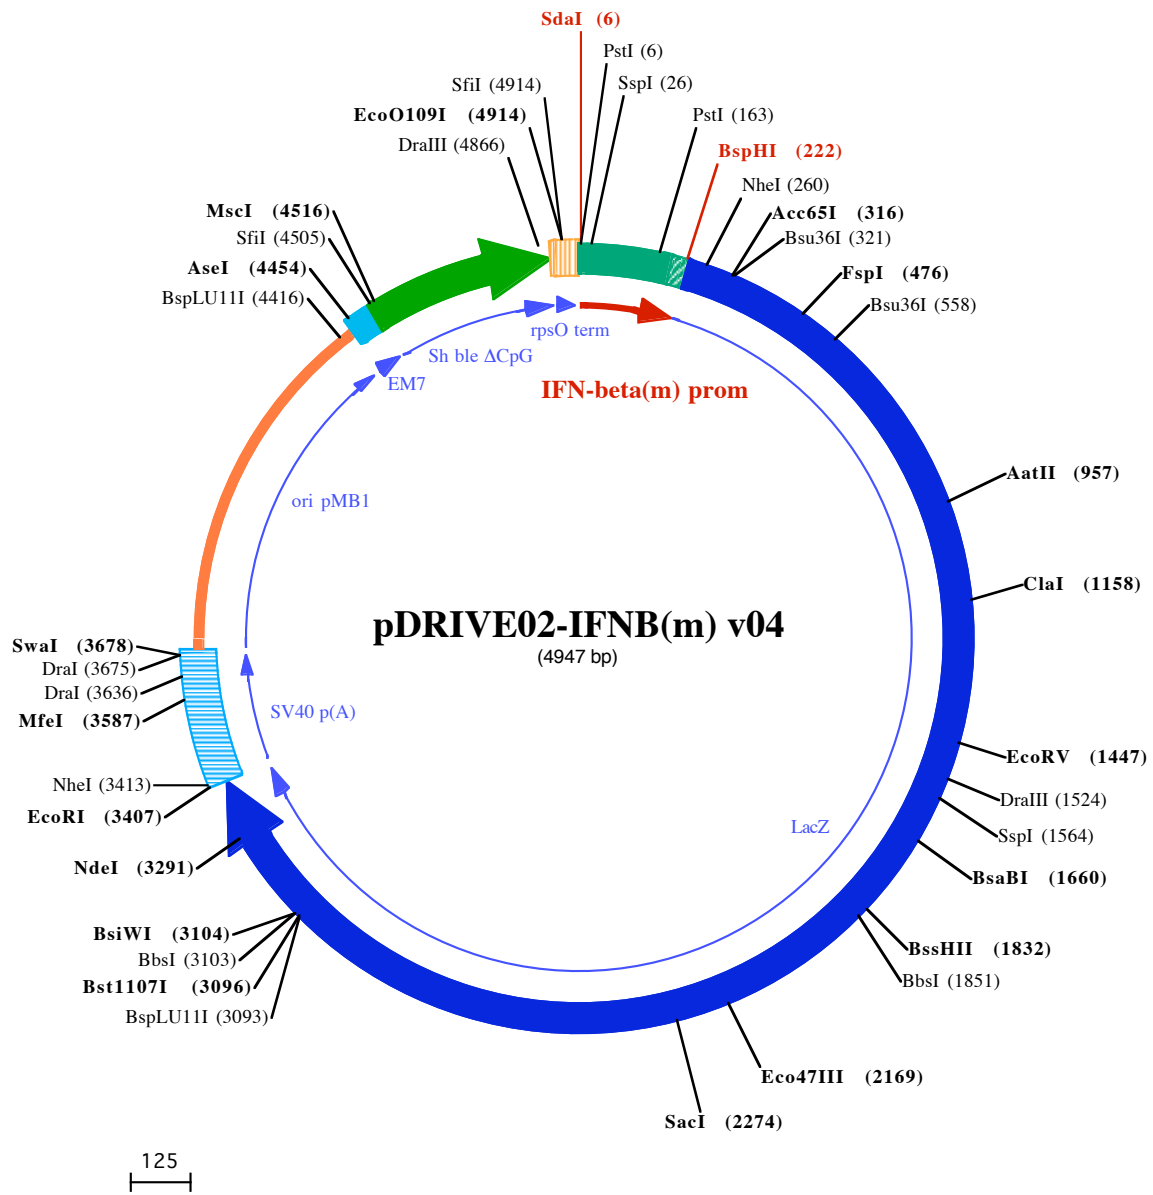 SdaI (6)
PstI (6)
SfiI (4914)
SspI (26)
EcoO109I (4914)
PstI (163)
DraIII (4866)
BspHI (222)
NheI (260)
MscI (4516)
Acc65I (316)
SfiI (4505)
Bsu36I (321)
AseI (4454)
FspI (476)
BspLU11I (4416)
Bsu36I (558)
rpsO term
Sh ble ΔCpG
EM7
IFN-beta(m) prom
AatII (957)
ori pMB1
ClaI (1158)
pDRIVE02-IFNB(m) v04
(4947 bp)
SwaI (3678)
DraI (3675)
DraI (3636)
SV40 p(A)
MfeI (3587)
EcoRV (1447)
NheI (3413)
DraIII (1524)
EcoRI (3407)
LacZ
SspI (1564)
NdeI (3291)
BsaBI (1660)
BsiWI (3104)
BssHII (1832)
BbsI (3103)
BbsI (1851)
Bst1107I (3096)
BspLU11I (3093)
Eco47III (2169)
SacI (2274)
125